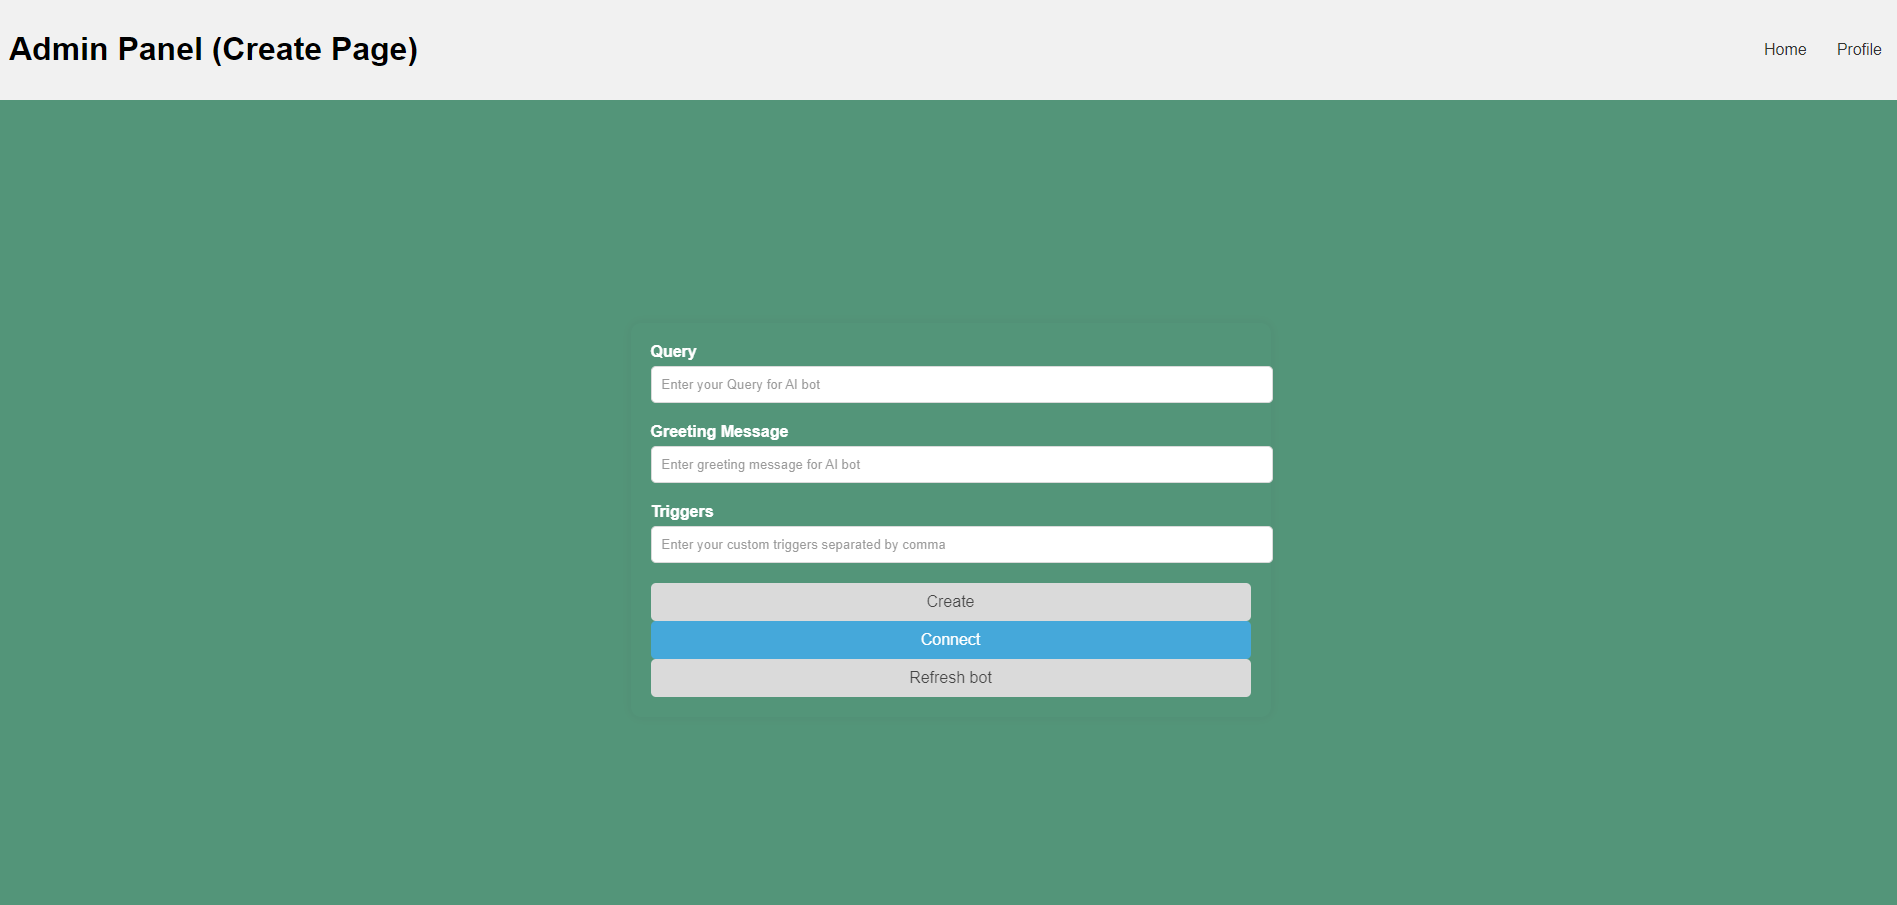 Admin Panel (Create Page)
Home Profile
Query
Enter your Query for AI bot
Greeting Message
Enter greeting message for AI bot
Triggers
Enter your custom triggers separated by comma
Create
Connect
Refresh bot